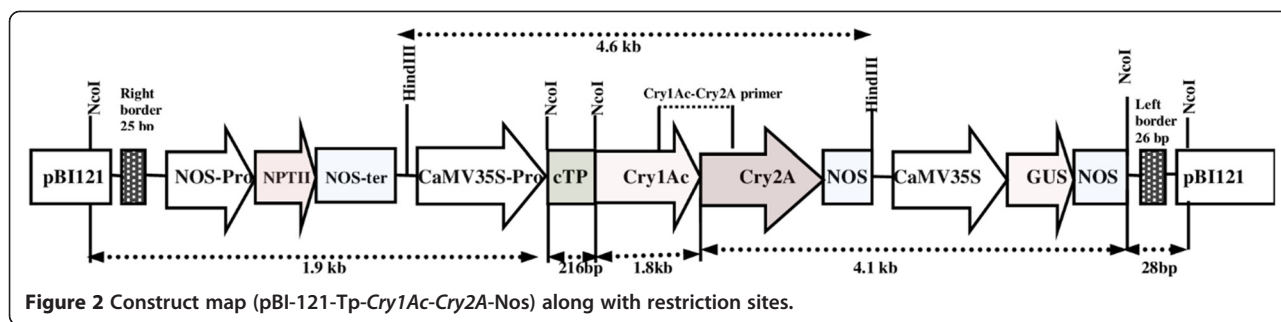 4.6 kb
NcoI
Right
border
25 bp
HindIII
NcoI
NcoI
Cry1Ac-Cry2A primer
HindIII
NcoI
Left
border
26 bp
NcoI
pBI121
NOS-Pro
NPTII
NOS-ter
CaMV35S-Pro
cTP
Cry1Ac
Cry2A
NOS
CaMV35S
GUS
NOS
pBI121
1.9 kb
216bp
1.8kb
4.1 kb
28bp
Figure 2 Construct map (pBI-121-Tp-Cry1Ac-Cry2A-Nos) along with restriction sites.